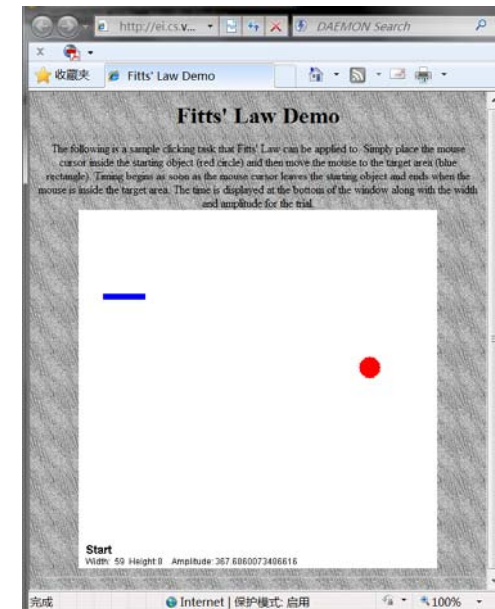 http://ei.cs.v...
DAEMON Search
x
收藏夹
Fitts' Law Demo
Fitts' Law Demo
The following is a sample clicking task that Fitts' Law can be applied to. Simply place the mouse
cursor inside the starting object (red circle) and then move the mouse to the target area (blue
rectangle). Timing begins as soon as the mouse cursor leaves the starting object and ends when the
mouse is inside the target area. The time is displayed at the bottom of the window along with the width
and amplitude for the trial.
Start
Width: 59 Height:8 Amplitude: 367.6860073406616
完成
Internet | 保护模式: 启用
100%